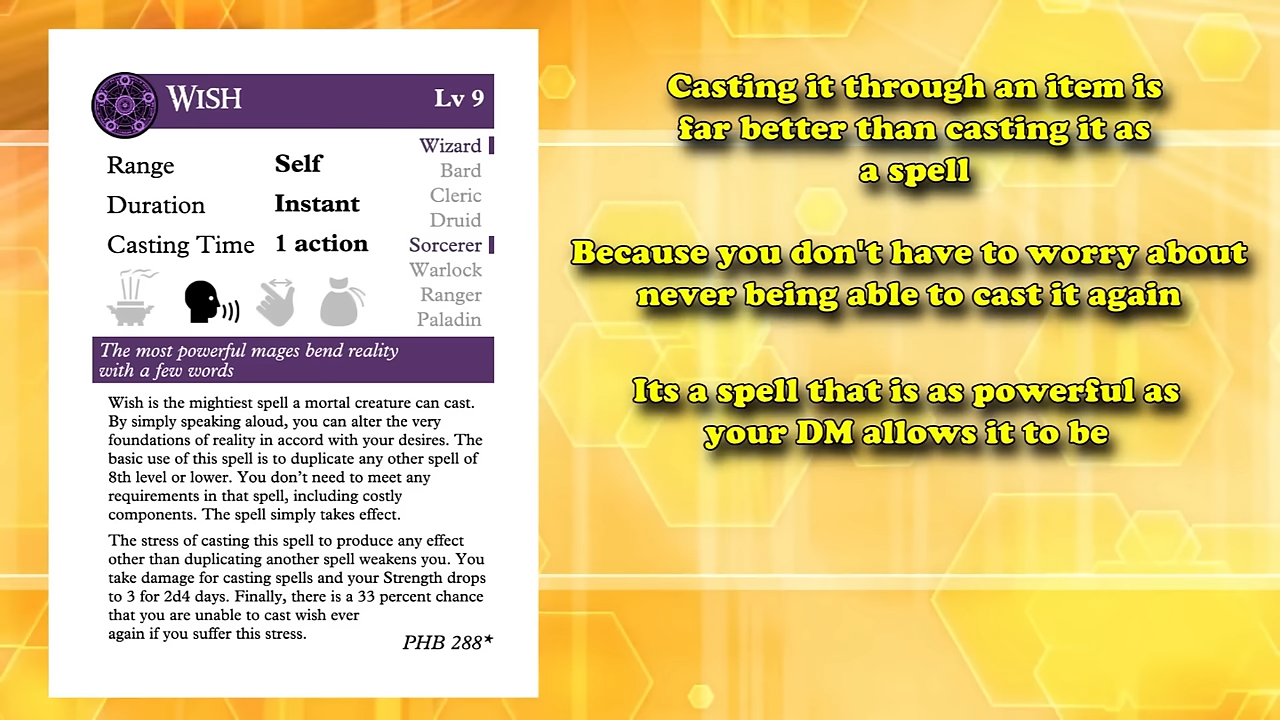 WISH
Lv 9
Range Self
Duration Instant
Casting Time 1 action
Wizard
Bard
Cleric
Druid
Sorcerer
Warlock
Ranger
Paladin
The most powerful mages bend reality
with a few words
Wish is the mightiest spell a mortal creature can cast.
By simply speaking aloud, you can alter the very
foundations of reality in accord with your desires. The
basic use of this spell is to duplicate any other spell of
8th level or lower. You don't need to meet any
requirements in that spell, including costly
components. The spell simply takes effect.
The stress of casting this spell to produce any effect
other than duplicating another spell weakens you. You
take damage for casting spells and your Strength drops
to 3 for 2d4 days. Finally, there is a 33 percent chance
that you are unable to cast wish ever
again if you suffer this stress.
PHB 288*
Casting it through an item is
far better than casting it as
a spell
Because you don't have to worry about
never being able to cast it again
Its a spell that is as powerful as
your DM allows it to be